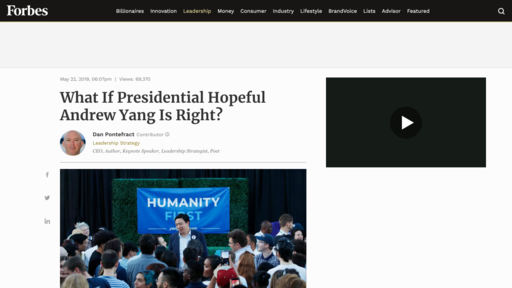 Forbes
Billionaires Innovation Leadership Money Consumer Industry Lifestyle BrandVoice Lists Advisor Featured
May 22, 2019, 06:07pm | Views: 69,370
What If Presidential Hopeful
Andrew Yang Is Right?
Dan Pontefract Contributor
Leadership Strategy
CEO, Author, Keynote Speaker, Leadership Strategist, Poet
HUMANITY
FIRST